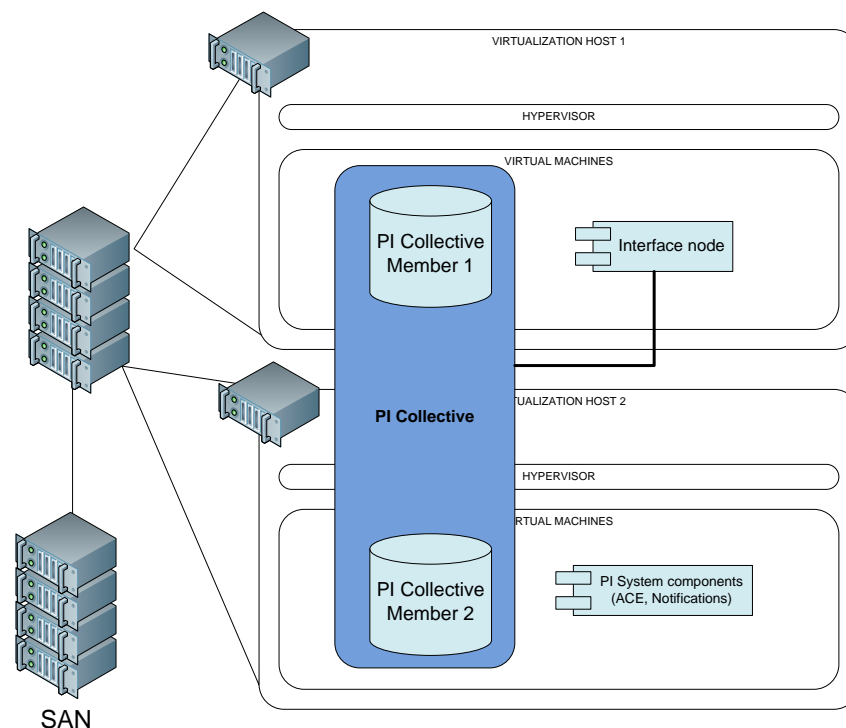 VIRTUALIZATION HOST 1
HYPERVISOR
VIRTUAL MACHINES
PI Collective
Member 1
Interface node
PI Collective
RTUALIZATION HOST 2
HYPERVISOR
RTUAL MACHINES
PI Collective
Member 2
PI System components
(ACE, Notifications)
SAN